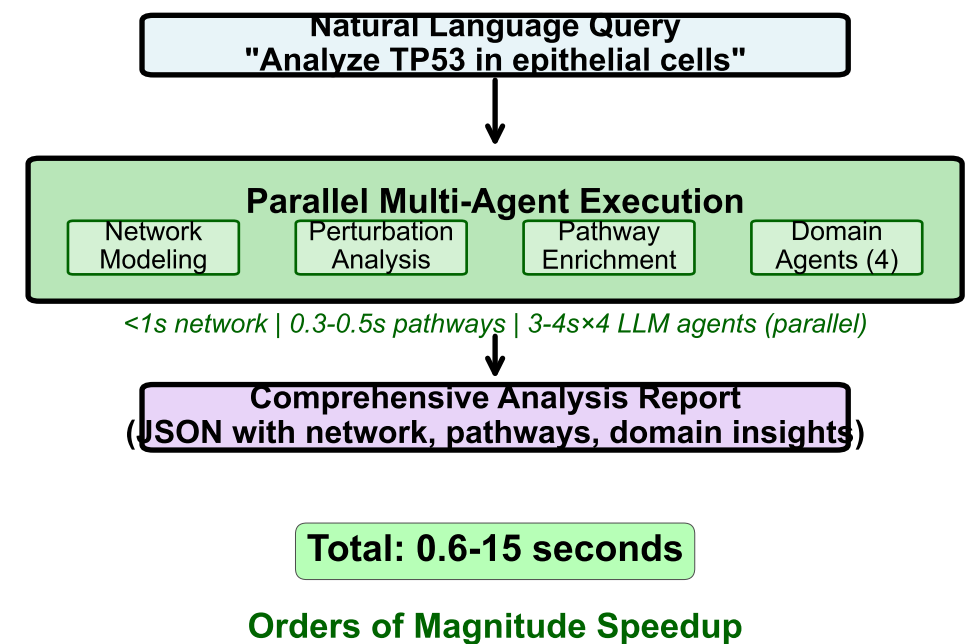 Natural Language Query
"Analyze TP53 in epithelial cells"
Parallel Multi-Agent Execution
Network
Modeling
Perturbation
Analysis
Pathway
Enrichment
Domain
Agents (4)
<1s network | 0.3-0.5s pathways | 3-4s×4 LLM agents (parallel)
Comprehensive Analysis Report
(JSON with network, pathways, domain insights)
Total: 0.6-15 seconds
Orders of Magnitude Speedup